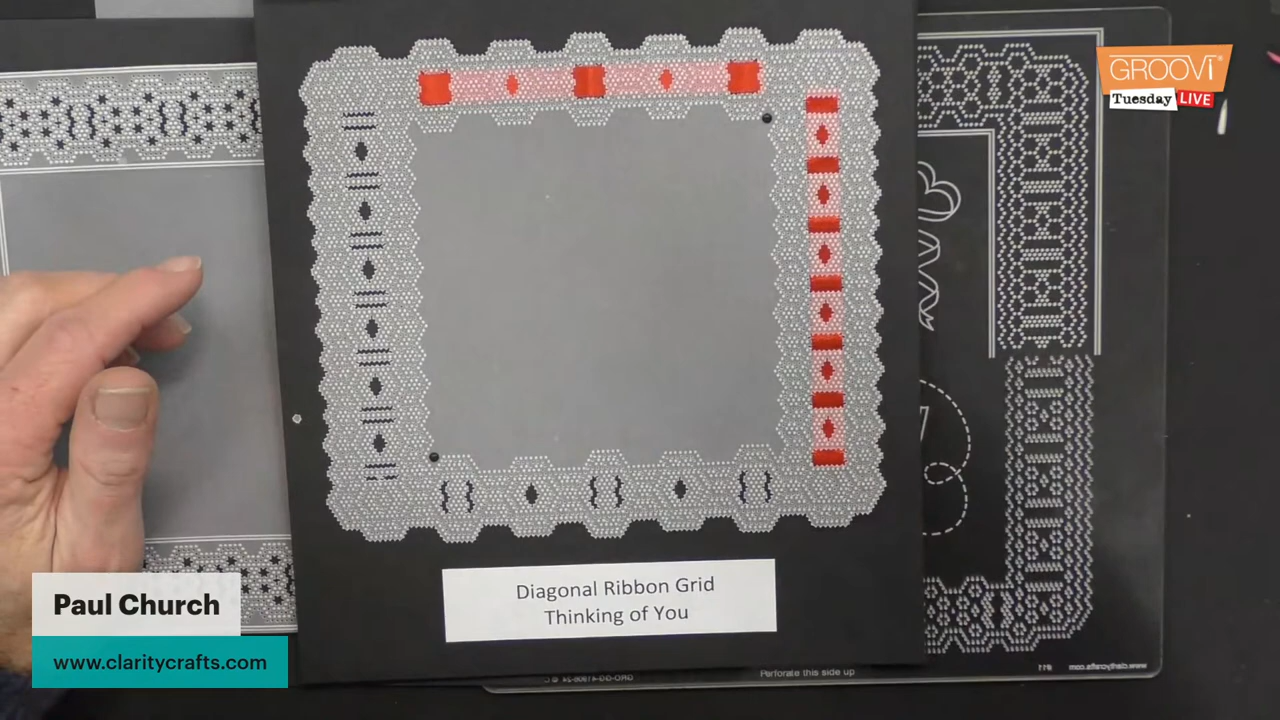 GROOVI®
Tuesday LIVE
Diagonal Ribbon Grid
Thinking of You
Paul Church
www.claritycrafts.com
Perforate this side up
www.claritycrafts.com